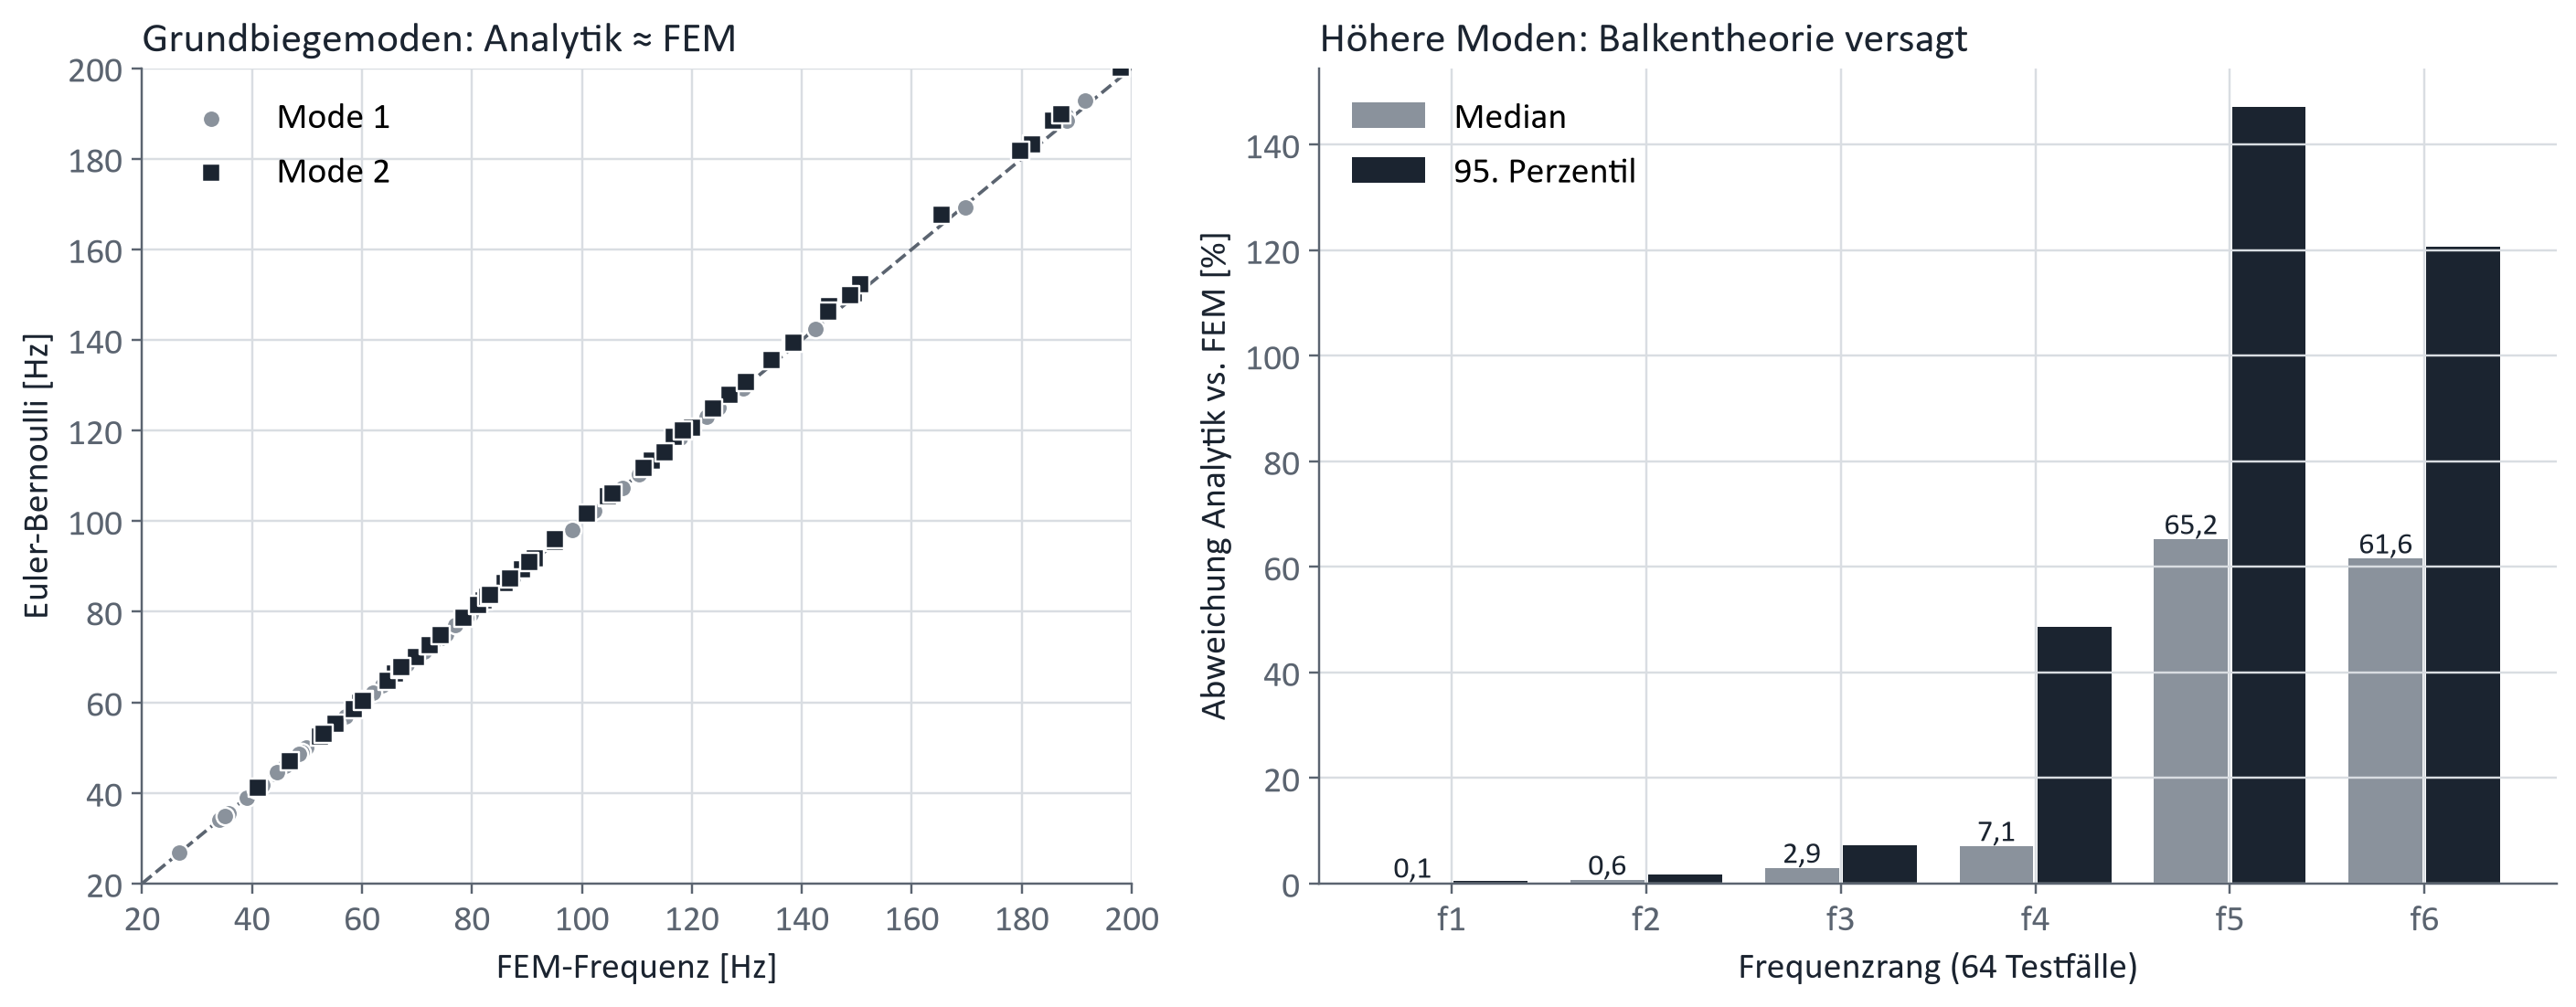 Grundbiegemoden: Analytik ≈ FEM
Mode 1
Mode 2
Euler-Bernoulli [Hz]
200
180
160
140
120
100
80
60
40
20
20 40 60 80 100 120 140 160 180 200
FEM-Frequenz [Hz]
Höhere Moden: Balkentheorie versagt
Median
95. Perzentil
Abweichung Analytik vs. FEM [%]
140
120
100
80
60
40
20
0
0,1
0,6
2,9
7,1
65,2
61,6
f1 f2 f3 f4 f5 f6
Frequenzrang (64 Testfälle)